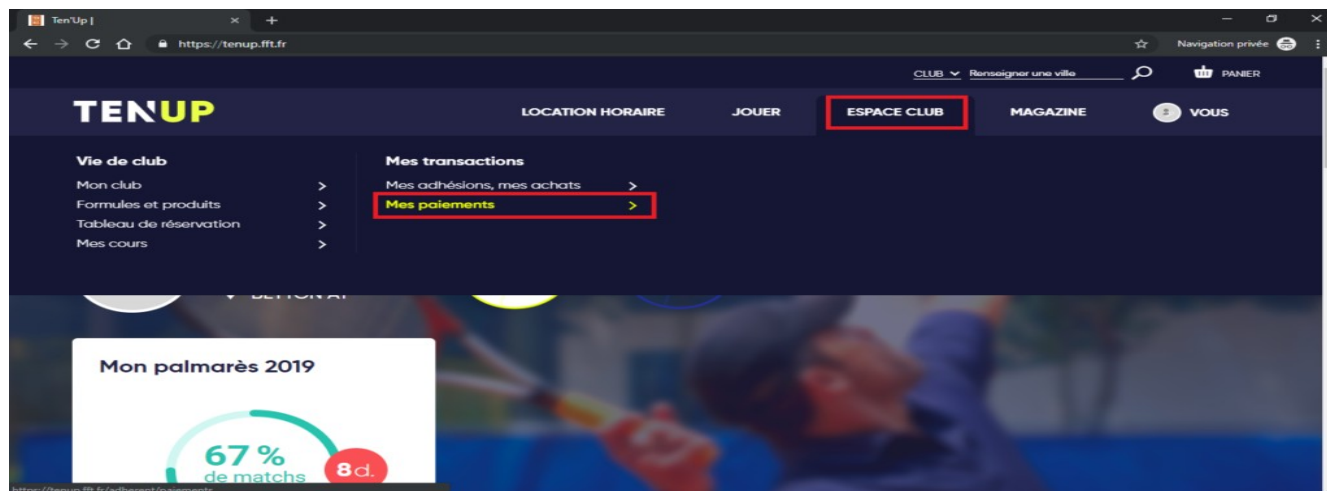 Ten'Up |
https://tenup.fft.fr
Navigation privée
CLUB Renseigner une ville PANIER
TENUP LOCATION HORAIRE JOUER ESPACE CLUB MAGAZINE VOUS
Vie de club Mes transactions
Mon club > Mes adhésions, mes achats >
Formules et produits > Mes paiements >
Tableau de réservation >
Mes cours >
Mon palmarès 2019
67 %
de matchs
8d.